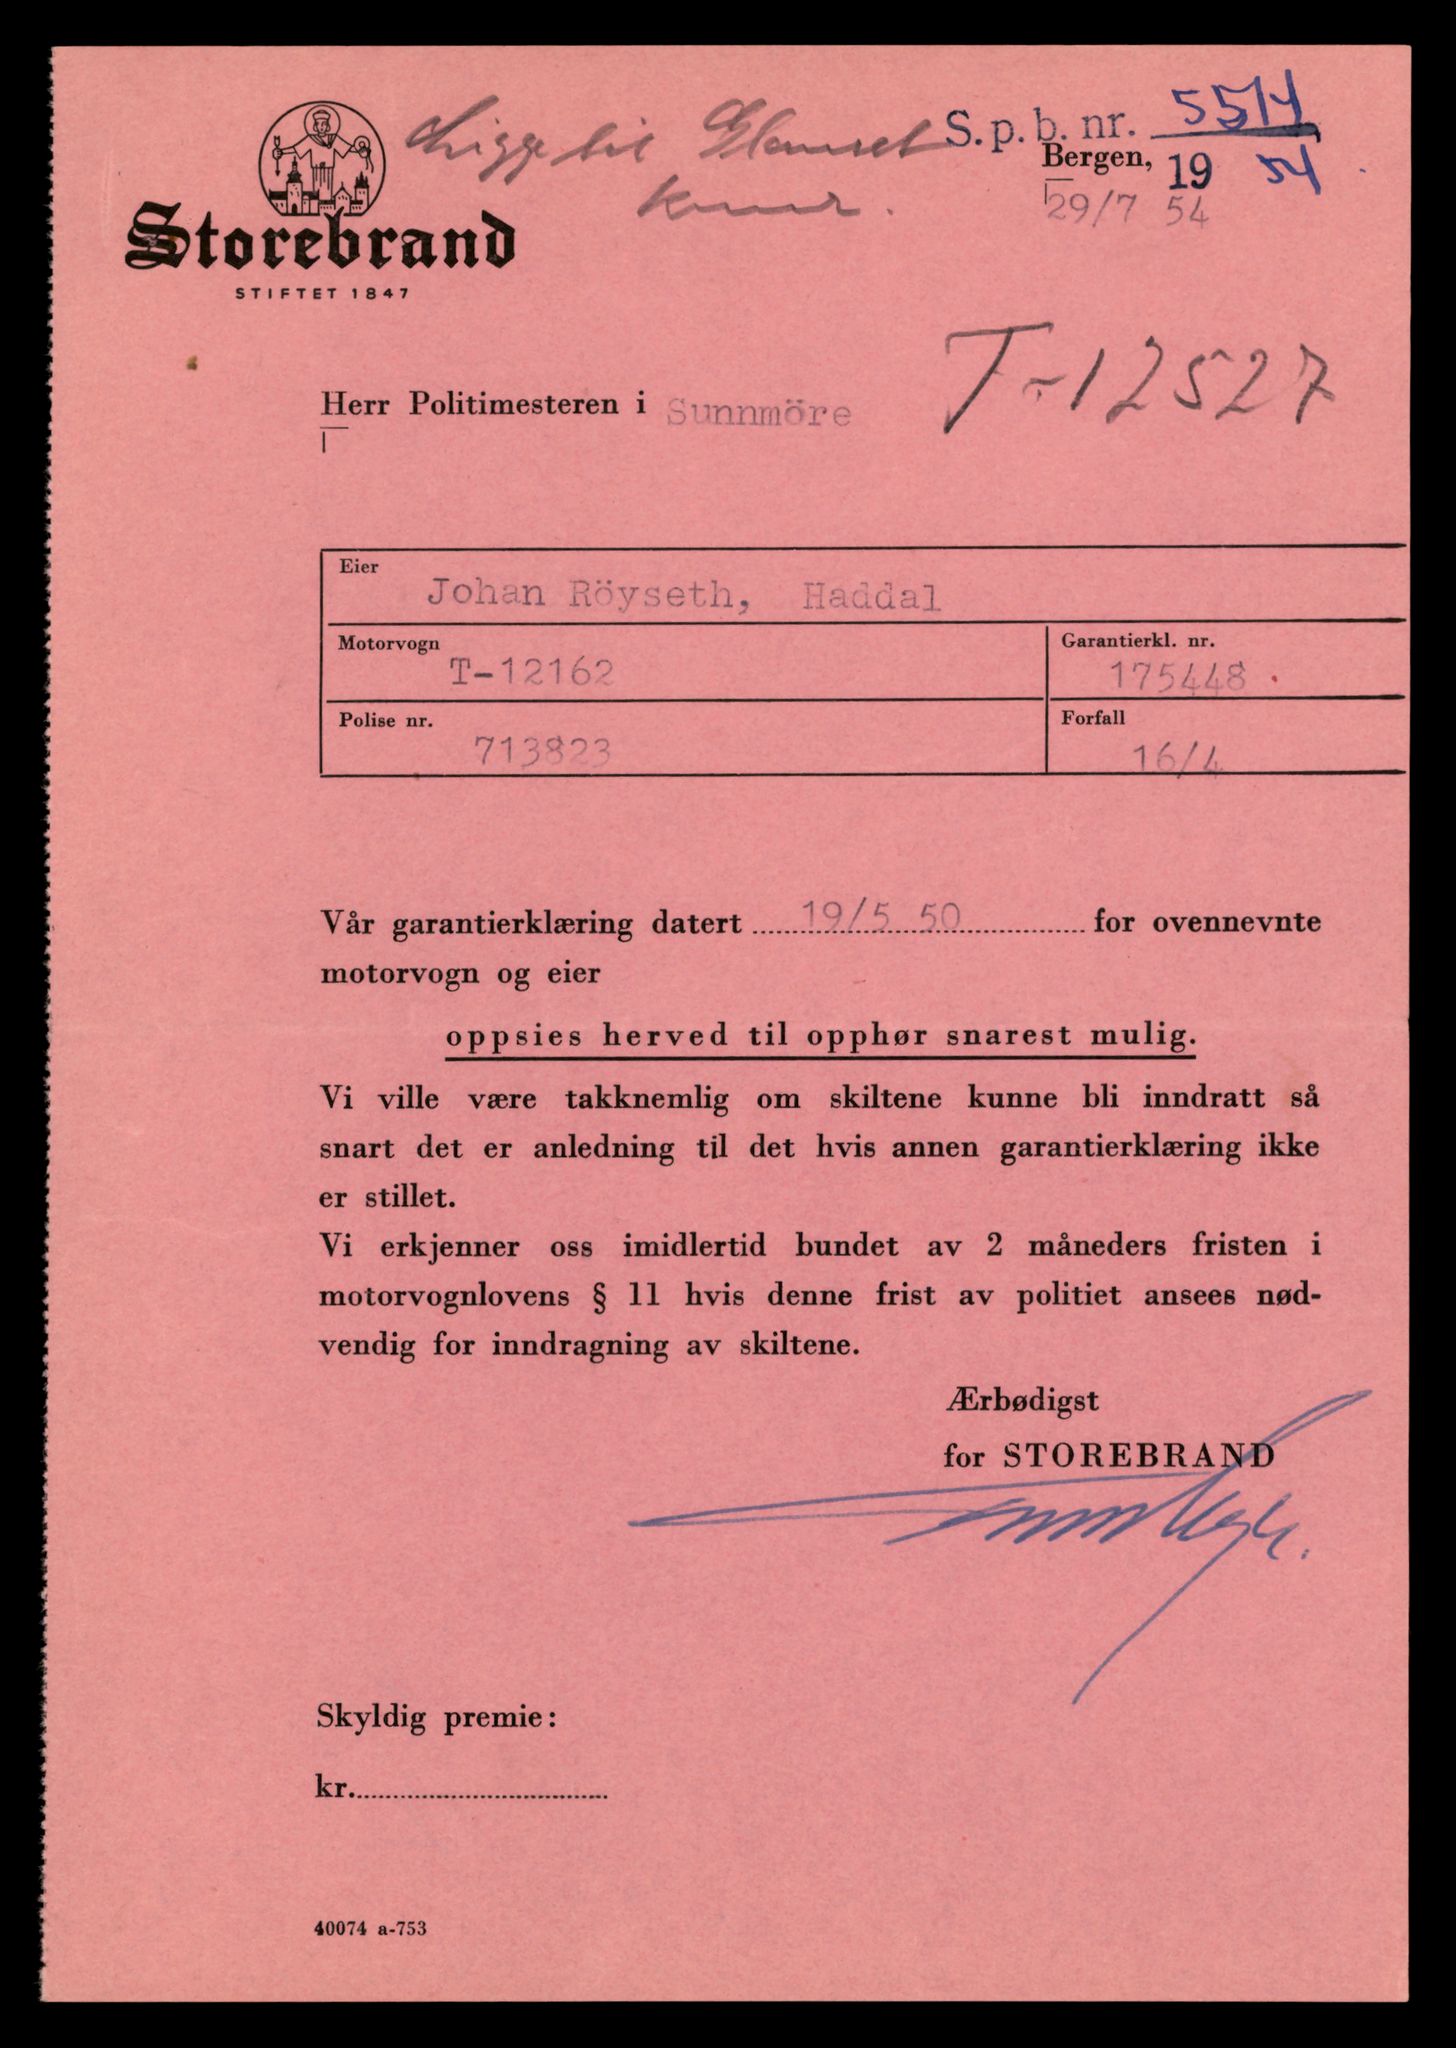 Ligge til
S.p.b. nr. 5514
Bergen, 19 54
29/7 54
Storebrand
STIFTET 1847
T-12527
Herr Politimesteren i Sunnmöre
Eier
Johan Röyseth, Haddal
Motorvogn
T-12162
Garantierkl. nr.
175448.
Polise nr.
713823
Forfall
16/4
Vår garantierklæring datert 19/5 50 for ovennevnte
motorvogn og eier
oppsies herved til opphør snarest mulig.
Vi ville være takknemlig om skiltene kunne bli inndratt så
snart det er anledning til det hvis annen garantierklæring ikke
er stillet.
Vi erkjenner oss imidlertid bundet av 2 måneders fristen i
motorvognlovens § 11 hvis denne frist av politiet ansees nød-
vendig for inndragning av skiltene.
Ærbødigst
for STOREBRAND
Skyldig premie:
kr.
40074 a-753